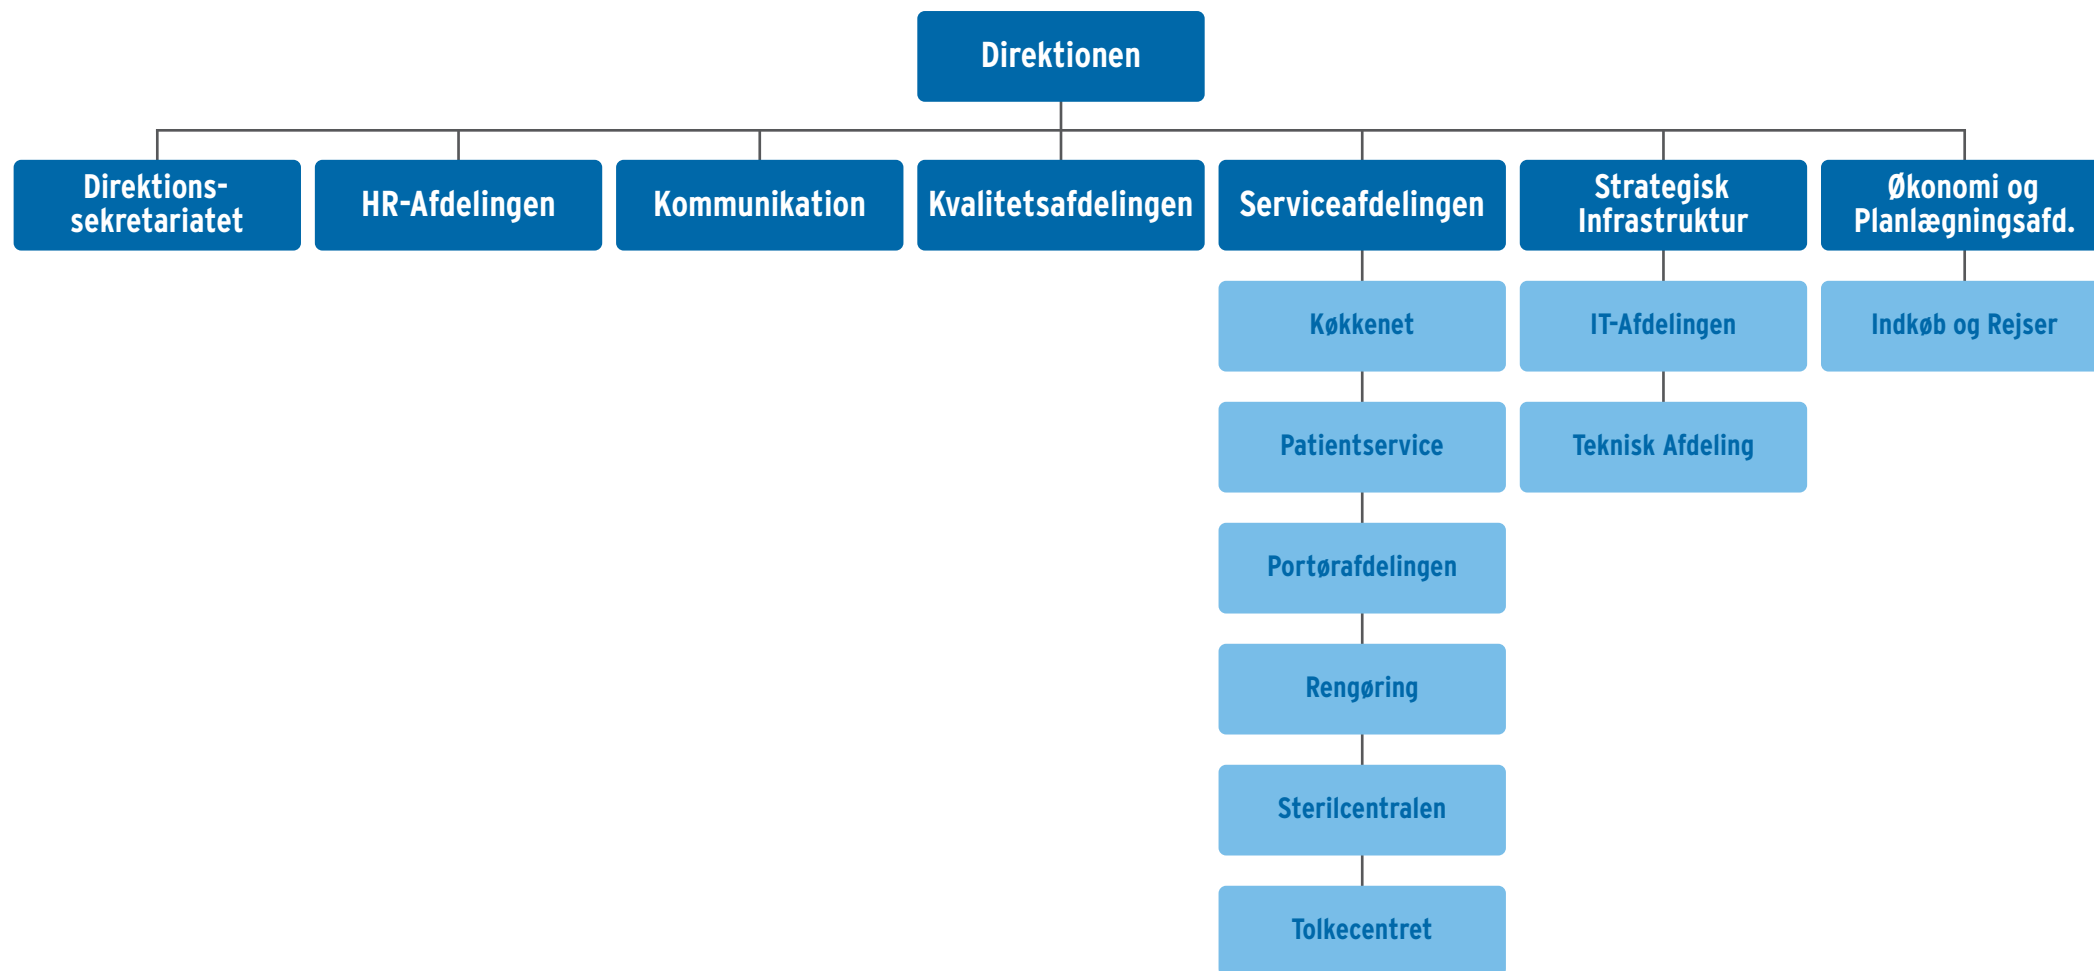 Direktionen
Direktions-
sekretariatet
HR-Afdelingen
Kommunikation
Kvalitetsafdelingen
Serviceafdelingen
Strategisk
Infrastruktur
Økonomi og
Planlægningsafd.
Køkkenet
IT-Afdelingen
Indkøb og Rejser
Patientservice
Teknisk Afdeling
Portørafdelingen
Rengøring
Sterilcentralen
Tolkecentret